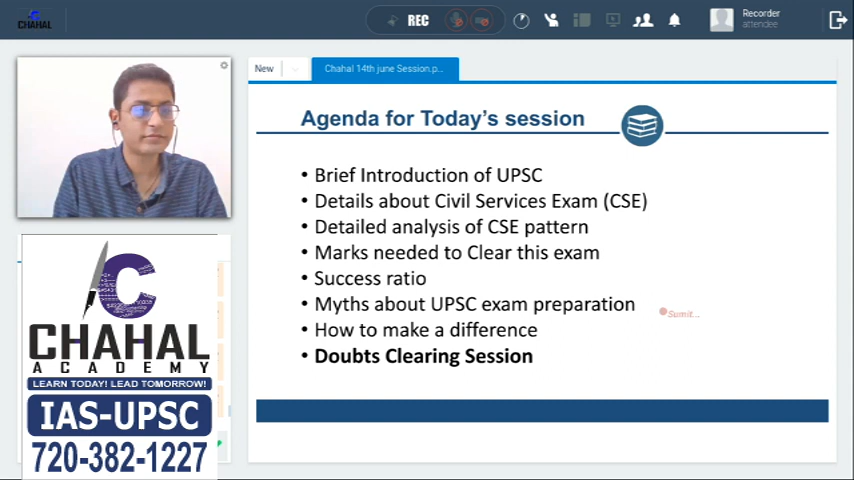 CHAHAL
REC
Recorder
attendee
New
Chahal 14th june Session.p...
Agenda for Today's session
• Brief Introduction of UPSC
• Details about Civil Services Exam (CSE)
• Detailed analysis of CSE pattern
• Marks needed to Clear this exam
• Success ratio
• Myths about UPSC exam preparation
Sumit...
• How to make a difference
• Doubts Clearing Session
CHAHAL
ACADEMY
LEARN TODAY! LEAD TOMORROW!
IAS-UPSC
720-382-1227